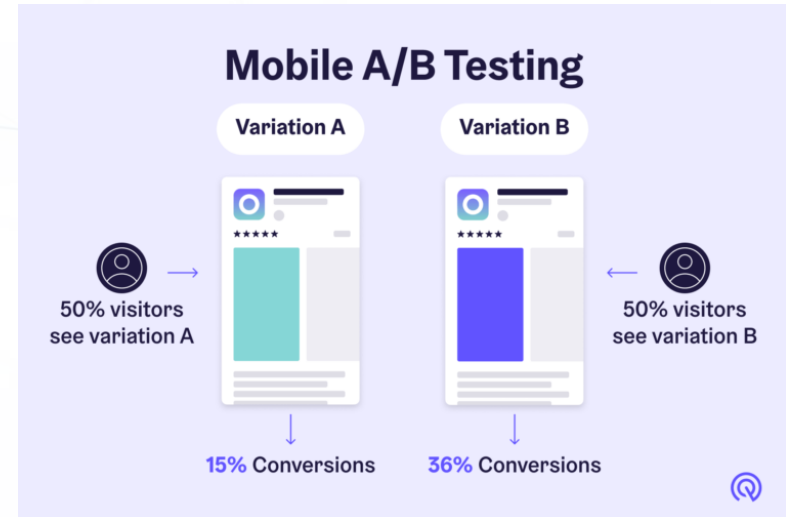 Mobile A/B Testing
Variation A
Variation B
50% visitors
see variation A
50% visitors
see variation B
15% Conversions
36% Conversions